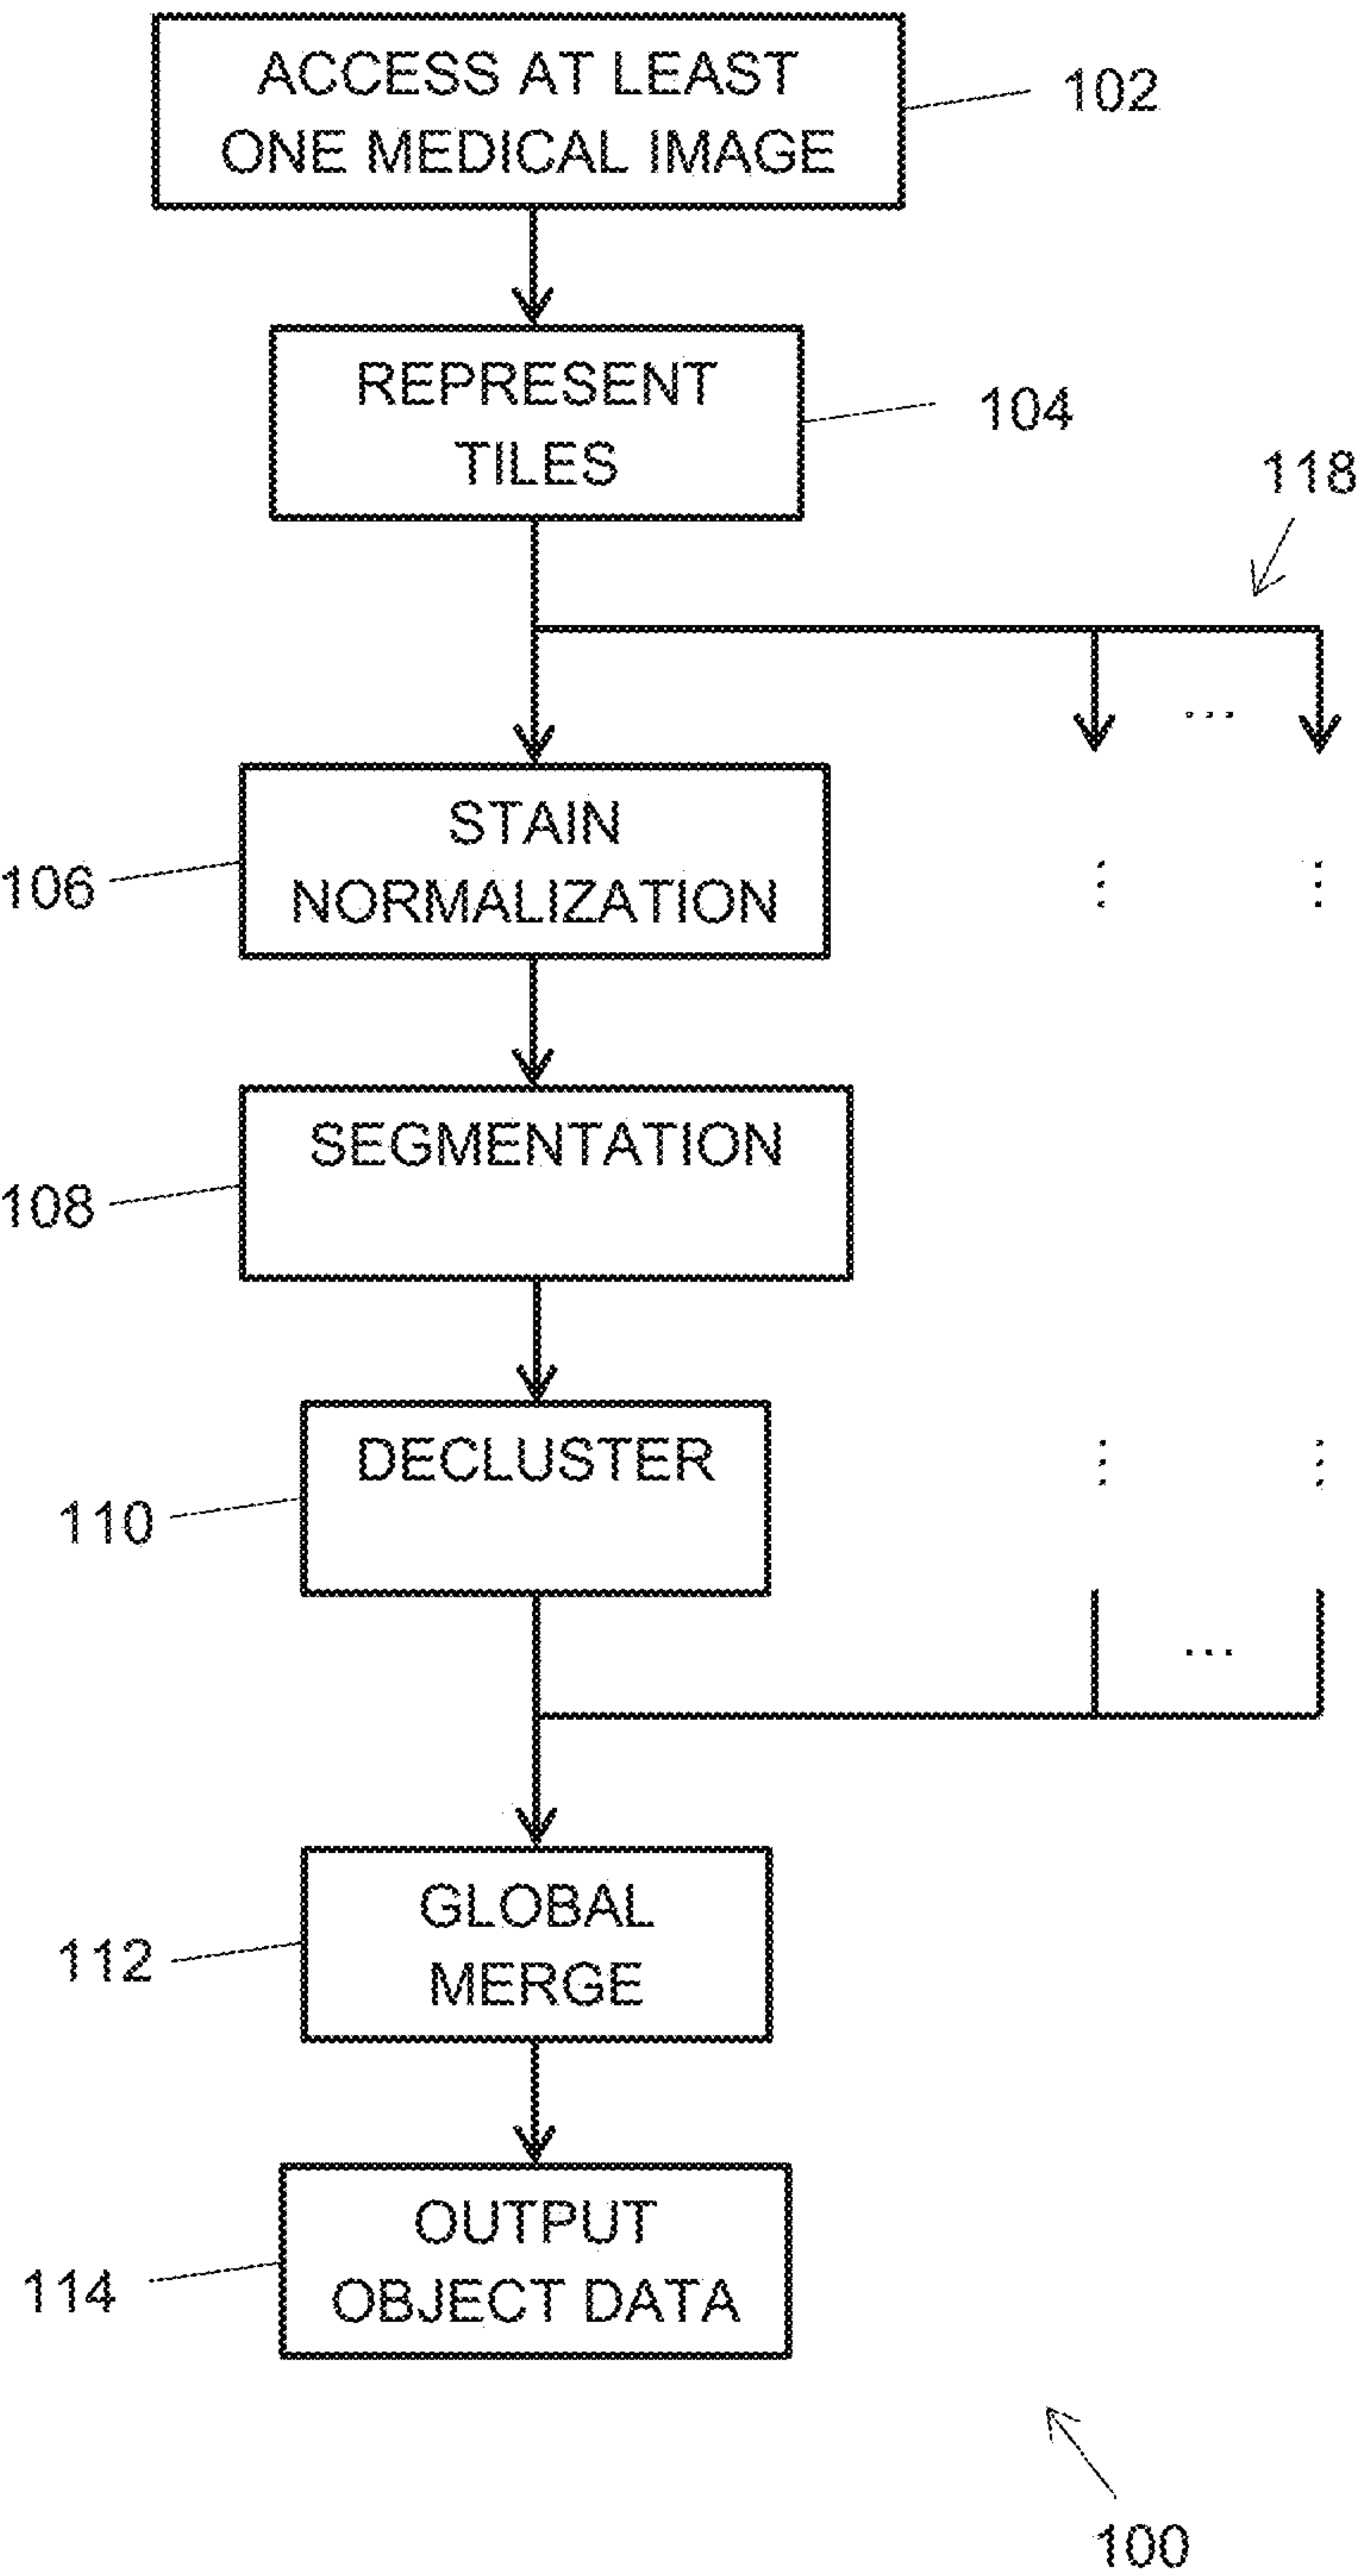 ACCESS AT LEAST
ONE MEDICAL IMAGE
102
REPRESENT
TILES
104
118
...
STAIN
NORMALIZATION
106
SEGMENTATION
108
DECLUSTER
110
...
GLOBAL
MERGE
112
OUTPUT
OBJECT DATA
114
100